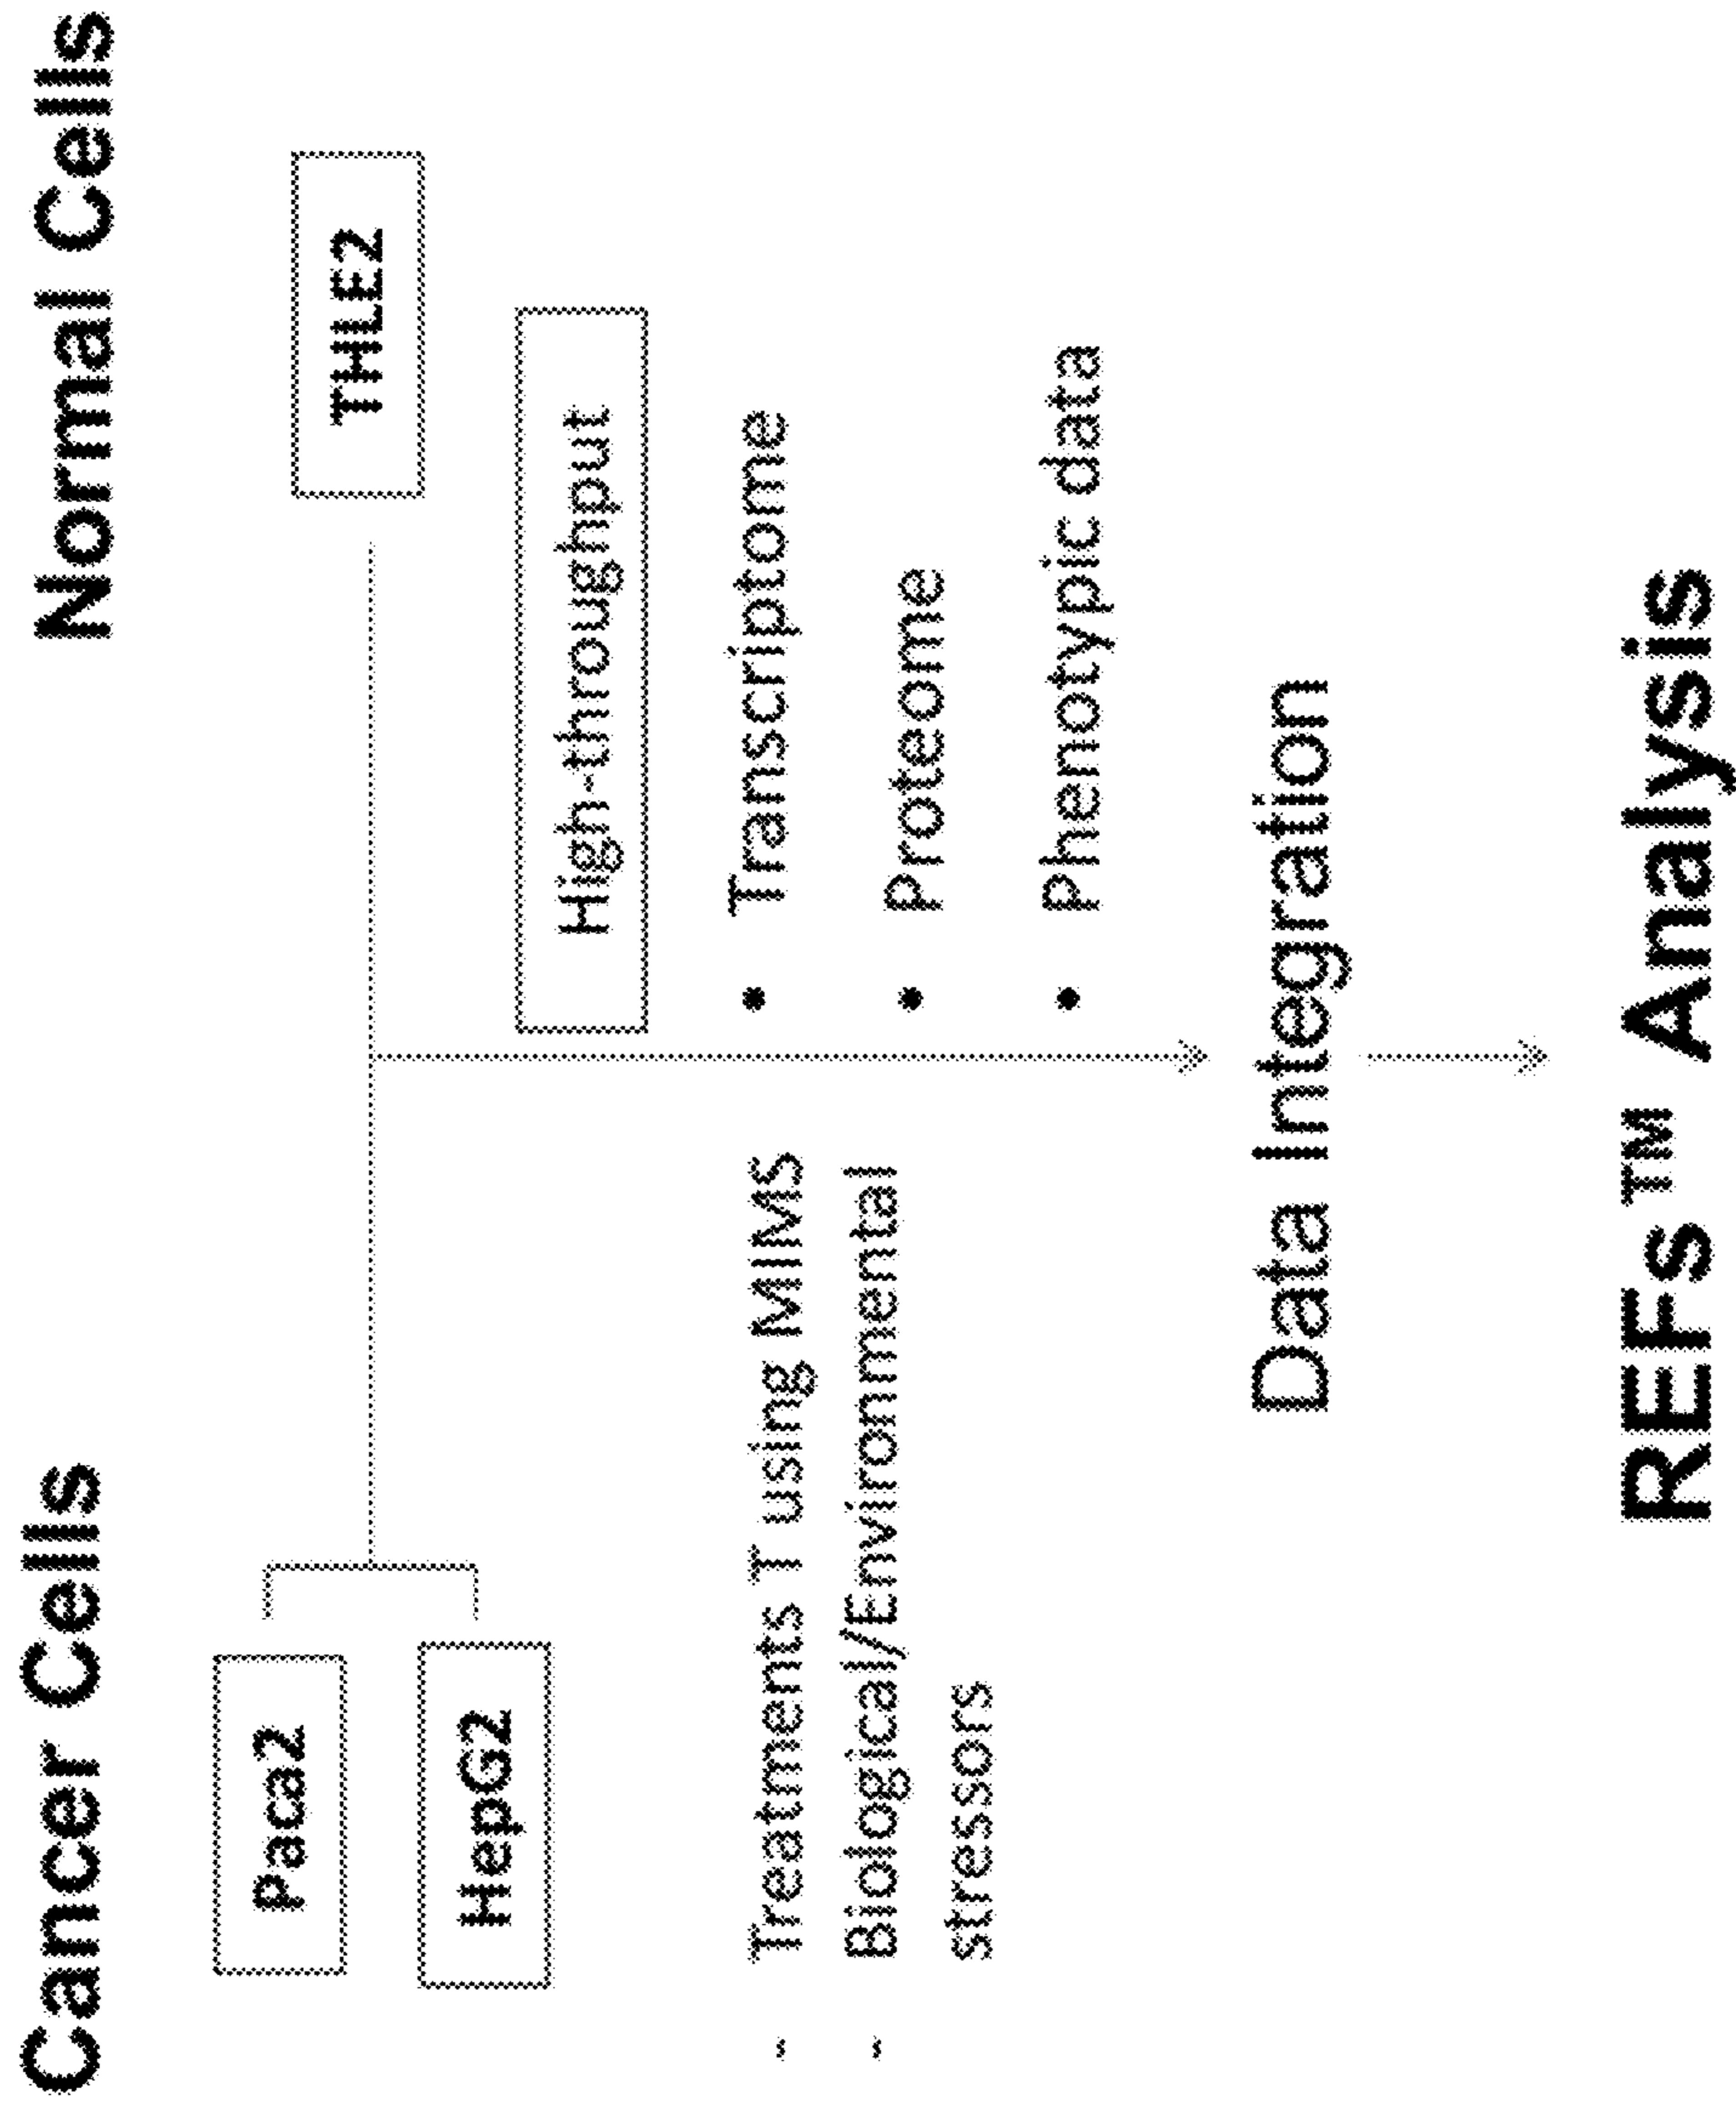 Cancer Cells
Normal Cells
Paca2
HepG2
THLE2
High-throughput
- Treatments T using MIMS
- Biological/Environmental
stressors
• Transcriptome
• Proteome
• Phenotypic data
Data Integration
REFs™ Analysis